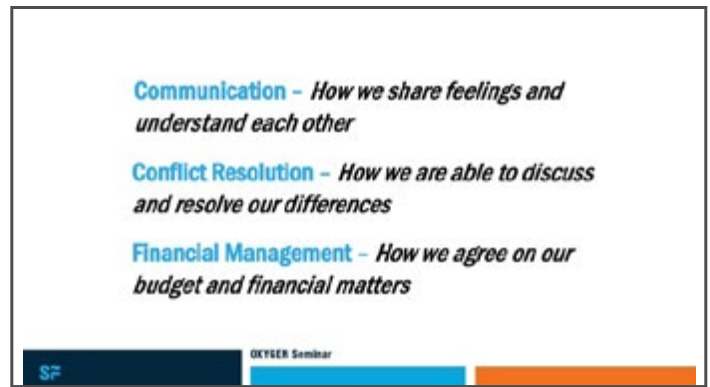 Communication – How we share feelings and
understand each other
Conflict Resolution – How we are able to discuss
and resolve our differences
Financial Management – How we agree on our
budget and financial matters
OXYGEN Seminar
SF